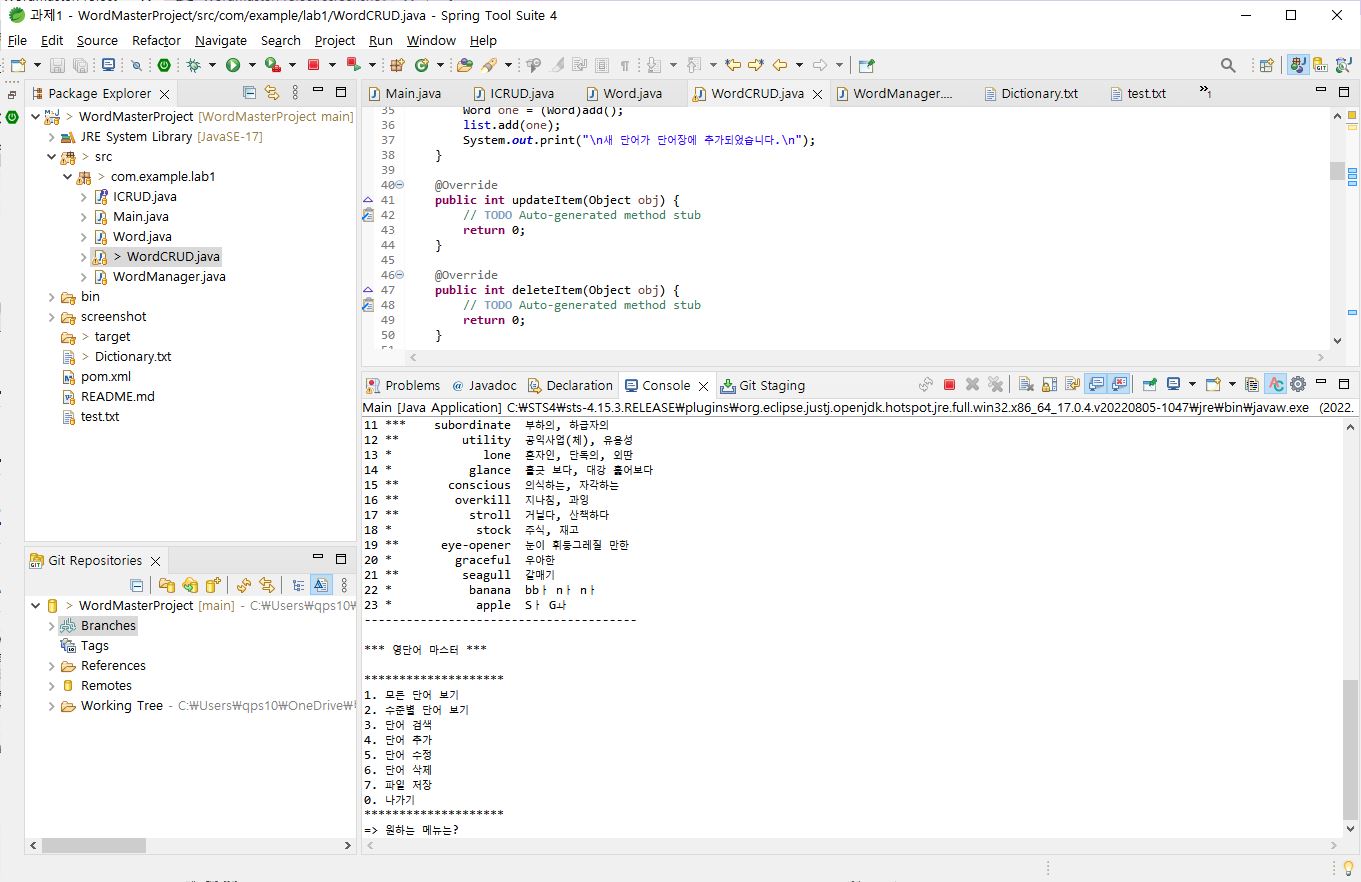 과제1 - WordMasterProject/src/com/example/lab1/WordCRUD.java - Spring Tool Suite 4
File Edit Source Refactor Navigate Search Project Run Window Help
Package Explorer
WordMasterProject [WordMasterProject main]
JRE System Library [JavaSE-17]
> src
> com.example.lab1
ICRUD.java
Main.java
Word.java
> WordCRUD.java
WordManager.java
bin
screenshot
> target
> Dictionary.txt
pom.xml
README.md
test.txt
Git Repositories
> WordMasterProject [main] - C:₩Users₩qps10₩
Branches
Tags
References
Remotes
Working Tree - C:₩Users₩qps10₩OneDrive₩
Main.java ICRUD.java Word.java WordCRUD.java WordManager.... Dictionary.txt test.txt »1
35 Word one = (Word)add();
36 list.add(one);
37 System.out.print("\n새 단어가 단어장에 추가되었습니다.\n");
38 }
39
40 @Override
41 public int updateItem(Object obj) {
42 // TODO Auto-generated method stub
43 return 0;
44 }
45
46 @Override
47 public int deleteItem(Object obj) {
48 // TODO Auto-generated method stub
49 return 0;
50 }
Problems @ Javadoc Declaration Console Git Staging
Main [Java Application] C:₩STS4₩sts-4.15.3.RELEASE₩plugins₩org.eclipse.justj.openjdk.hotspot.jre.full.win32.x86_64_17.0.4.v20220805-1047₩jre₩bin₩javaw.exe (2022.
11 *** subordinate 부하의, 하급자의
12 ** utility 공익사업(체), 유용성
13 * lone 혼자인, 단독의, 외딴
14 * glance 흘긋 보다, 대강 훑어보다
15 ** conscious 의식하는, 자각하는
16 ** overkill 지나침, 과잉
17 ** stroll 거닐다, 산책하다
18 * stock 주식, 재고
19 ** eye-opener 눈이 휘둥그레질 만한
20 * graceful 우아한
21 ** seagull 갈매기
22 * banana bbㅏ nㅏ nㅏ
23 * apple Sㅏ Gㅘ
---------------------------------------
*** 영단어 마스터 ***
********************
1. 모든 단어 보기
2. 수준별 단어 보기
3. 단어 검색
4. 단어 추가
5. 단어 수정
6. 단어 삭제
7. 파일 저장
0. 나가기
********************
=> 원하는 메뉴는?